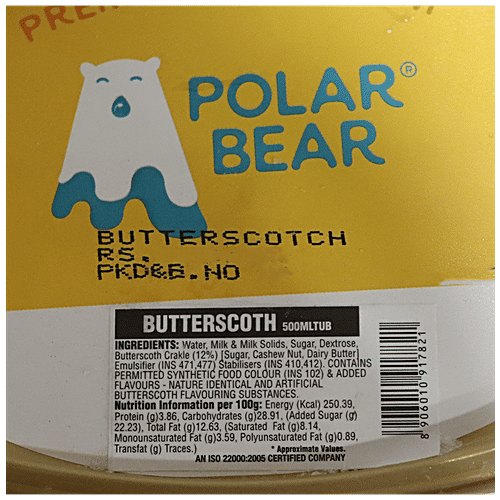 POLAR®
BEAR
BUTTERSCOTCH
RS.
PKD&B.NO
BUTTERSCOTH 500MLTUB
INGREDIENTS: Water, Milk & Milk Solids, Sugar, Dextrose,
Butterscoth Crakle (12%) [Sugar, Cashew Nut, Dairy Butter]
Emulsifier (INS 471,477) Stabilisers (INS 410,412). CONTAINS
PERMITTED SYNTHETIC FOOD COLOUR (INS 102) & ADDED
FLAVOURS - NATURE IDENTICAL AND ARTIFICIAL
BUTTERSCOTH FLAVOURING SUBSTANCES.
Nutrition Information per 100g: Energy (Kcal) 250.39,
Protein (g)3.86, Carbohydrates (g)28.91, (Added Sugar (g)
22.23), Total Fat (g)12.63, (Saturated Fat (g)8.14,
Monounsaturated Fat (g)3.59, Polyunsaturated Fat (g)0.89,
Transfat (g) Traces.) * Approximate Values.
AN ISO 22000:2005 CERTIFIED COMPANY
8 906010 917821